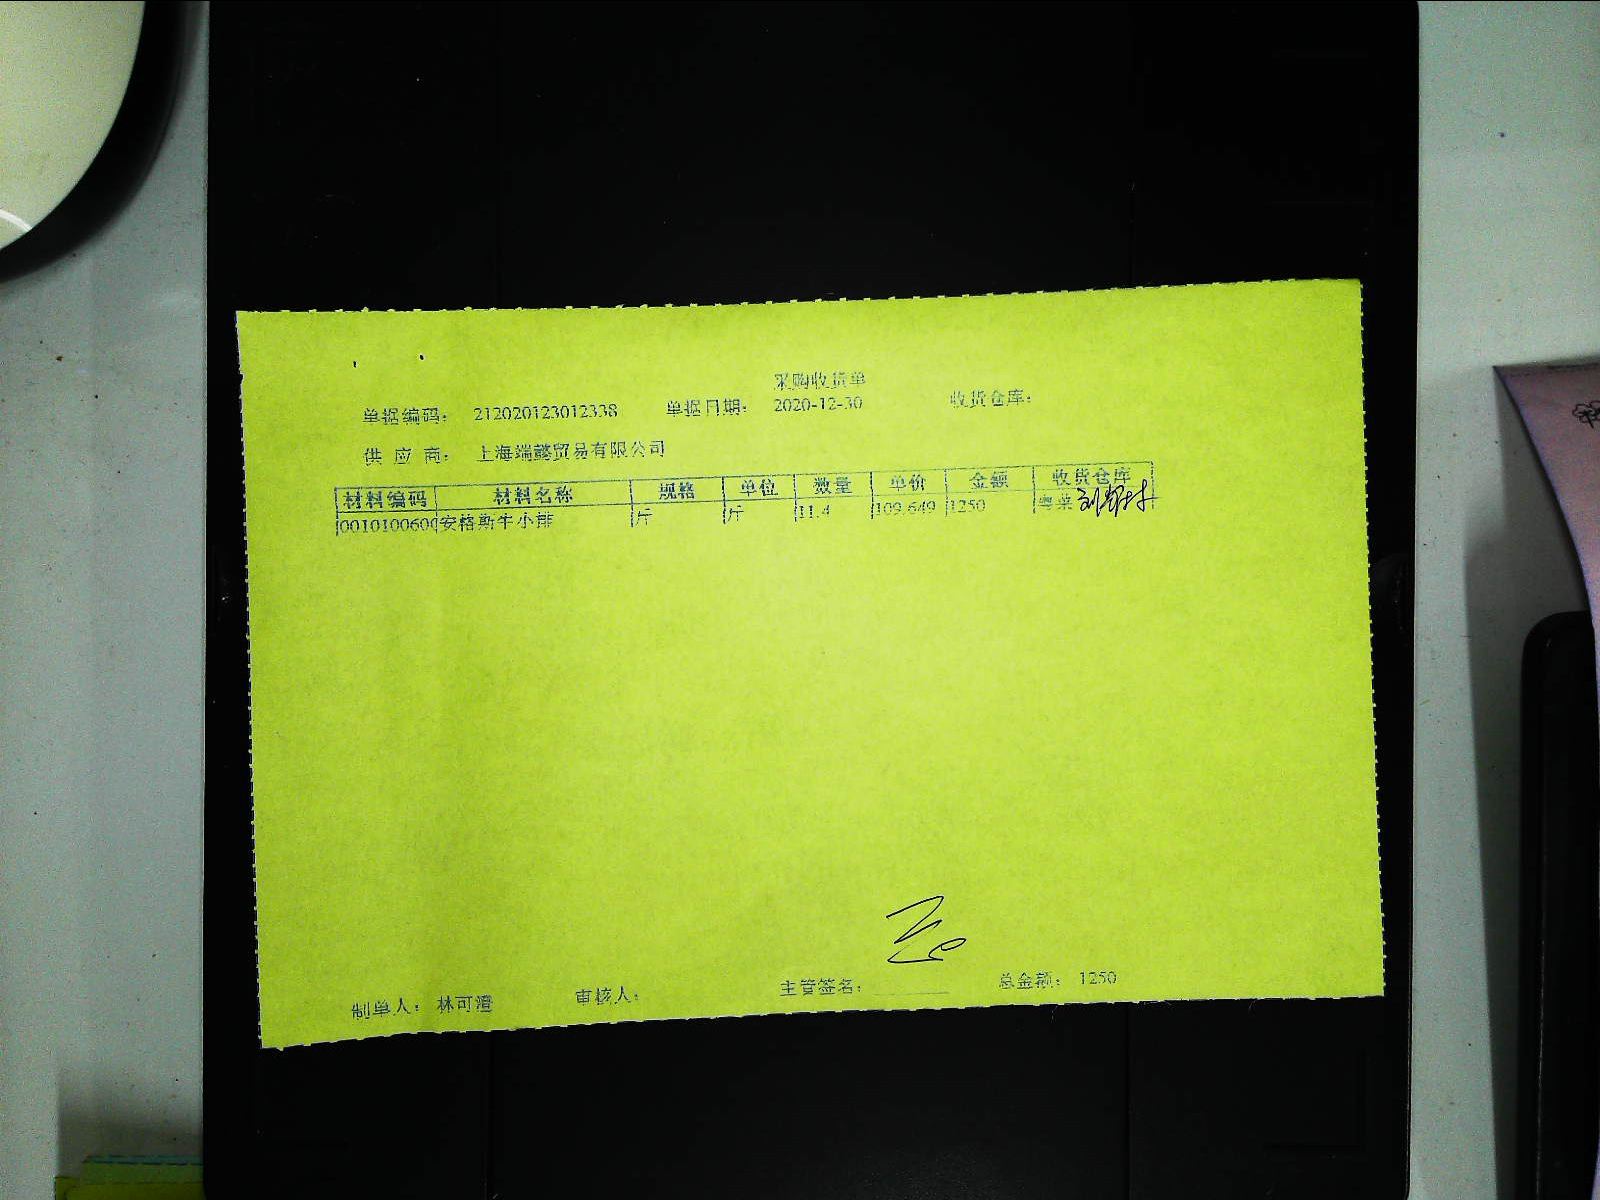 采购收货单
单据编码： 212020123012338 单据日期： 2020-12-30 收货仓库：
供 应 商： 上海端懿贸易有限公司
材料编码 材料名称 规格 单位 数量 单价 金额 收货仓库
0010100600 安格斯牛小排 斤 斤 11.4 109.649 1250 粤菜
制单人： 林可澄 审核人： 主管签名： 总金额： 1250